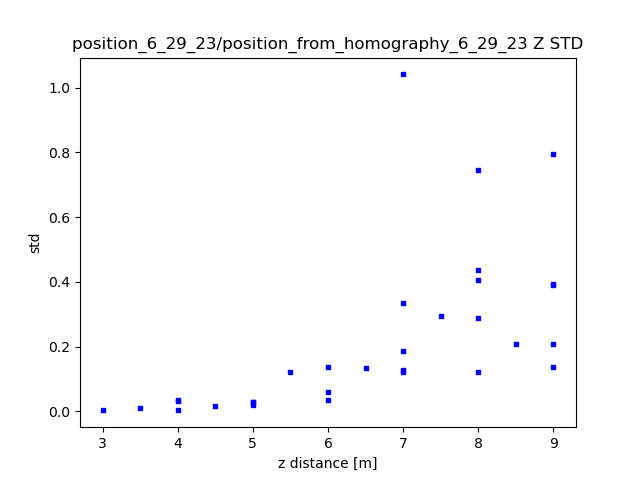 position_6_29_23/position_from_homography_6_29_23 Z STD
1.0
0.8
0.6
0.4
0.2
0.0
std
3 4 5 6 7 8 9
z distance [m]